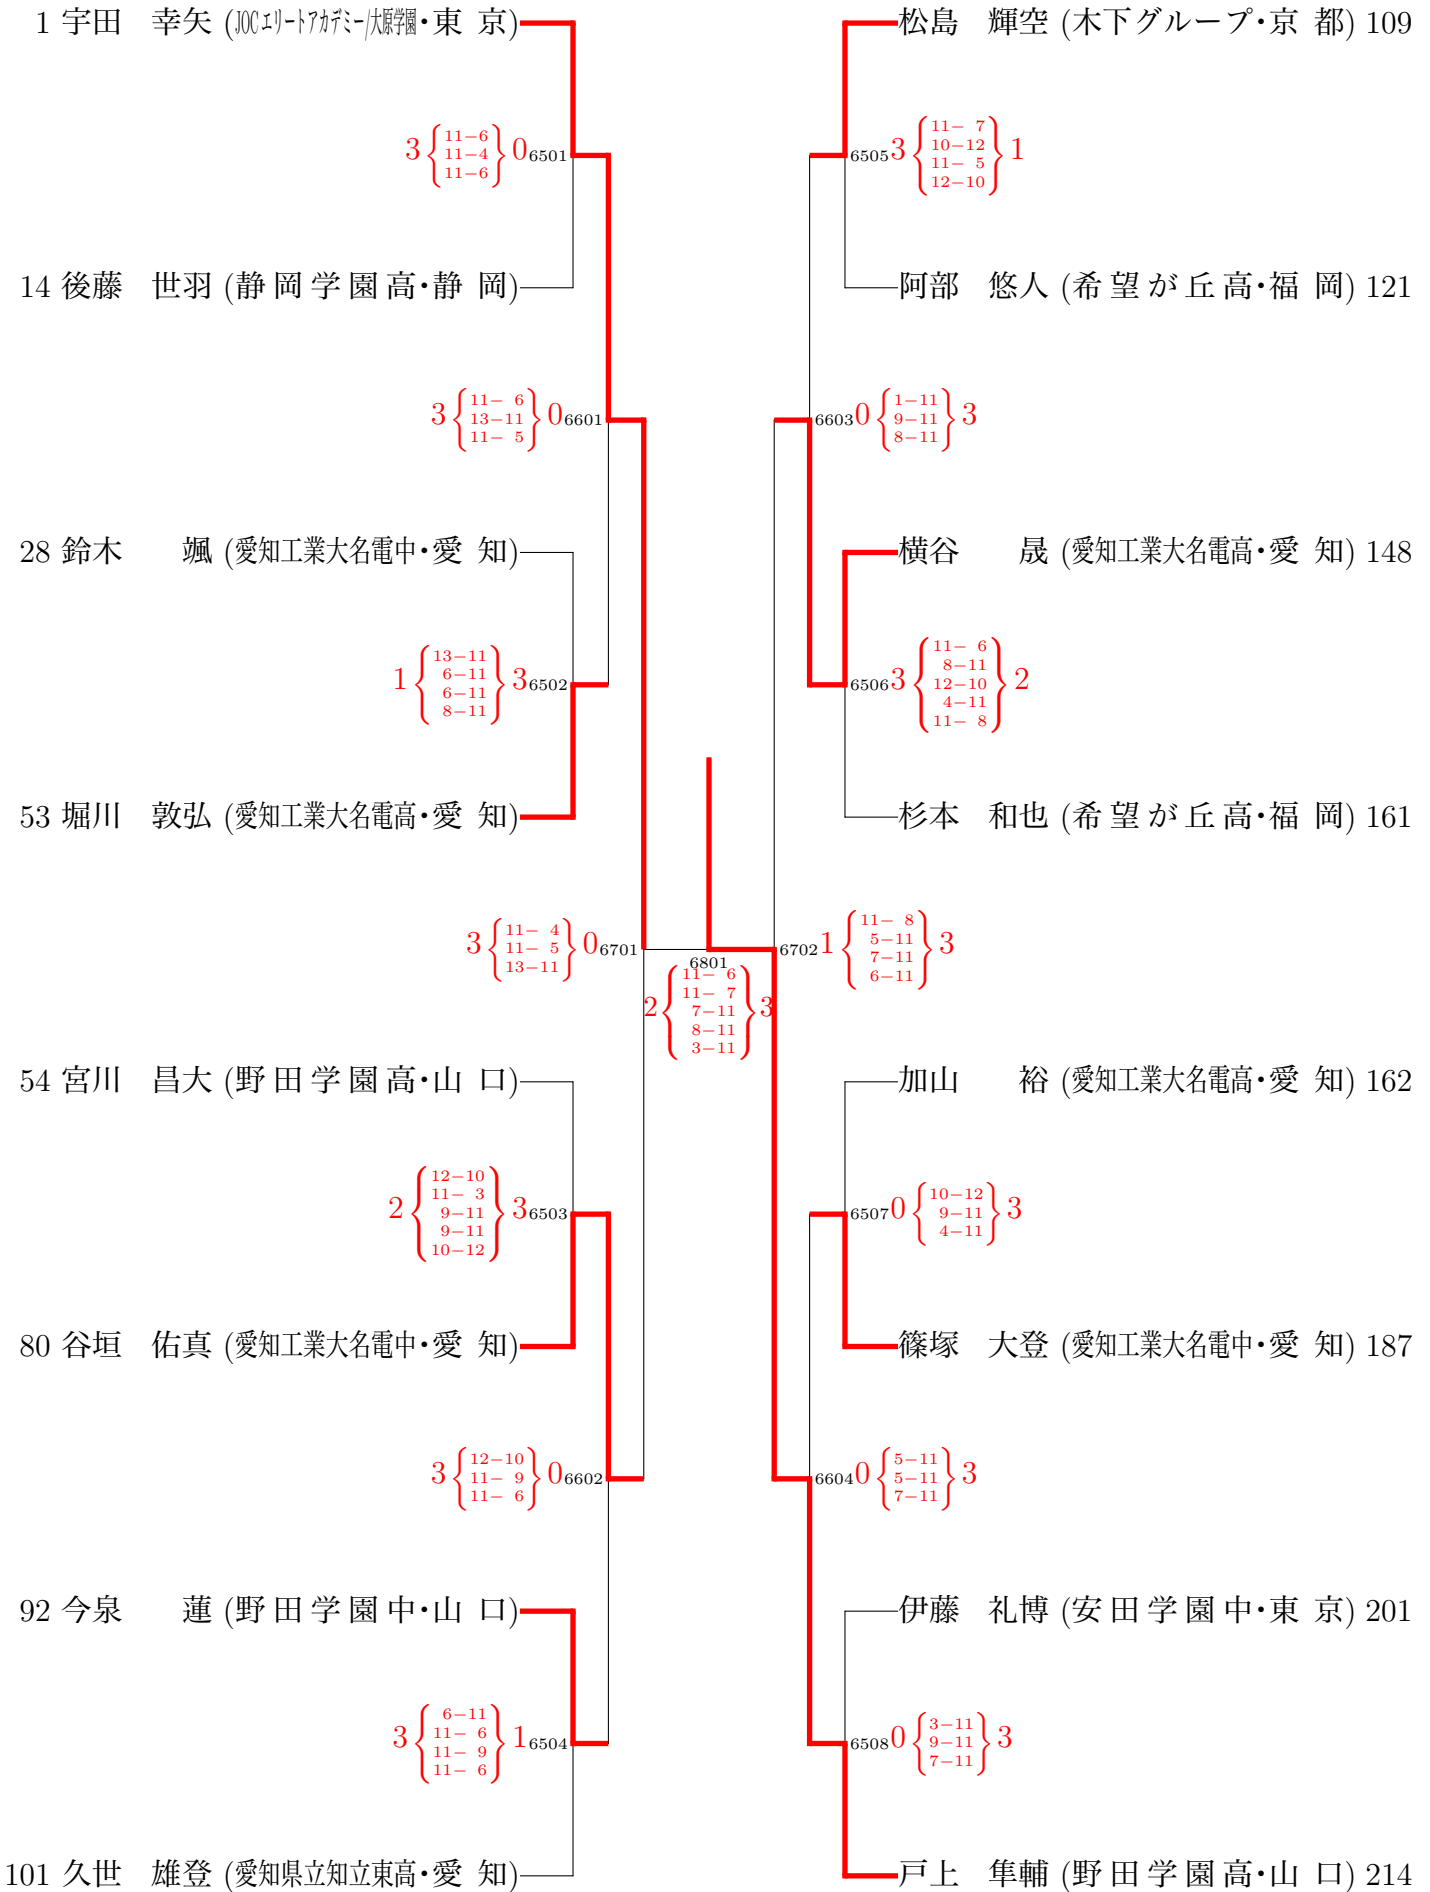 1 宇田 幸矢 (JOCエリートアカデミー/大原学園・東 京)
3 11−6 0 6501
11−4
11−6
14 後藤 世羽 (静岡学園高・静 岡)
3 11− 6 0 6601
13−11
11− 5
28 鈴木 颯 (愛知工業大名電中・愛 知)
1 13−11 3 6502
6−11
6−11
8−11
53 堀川 敦弘 (愛知工業大名電高・愛 知)
3 11− 4 0 6701
11− 5
13−11
54 宮川 昌大 (野田学園高・山 口)
2 12−10 3 6503
11− 3
9−11
9−11
10−12
80 谷垣 佑真 (愛知工業大名電中・愛 知)
3 12−10 0 6602
11− 9
11− 6
92 今泉 蓮 (野田学園中・山 口)
3 6−11 1 6504
11− 6
11− 9
11− 6
101 久世 雄登 (愛知県立知立東高・愛 知)
6801
2 11− 6 3
11− 7
7−11
8−11
3−11
松島 輝空 (木下グループ・京 都) 109
6505 3 11− 7 1
10−12
11− 5
12−10
阿部 悠人 (希望が丘高・福 岡) 121
6603 0 1−11 3
9−11
8−11
横谷 晟 (愛知工業大名電高・愛 知) 148
6506 3 11− 6 2
8−11
12−10
4−11
11− 8
杉本 和也 (希望が丘高・福 岡) 161
6702 1 11− 8 3
5−11
7−11
6−11
加山 裕 (愛知工業大名電高・愛 知) 162
6507 0 10−12 3
9−11
4−11
篠塚 大登 (愛知工業大名電中・愛 知) 187
6604 0 5−11 3
5−11
7−11
伊藤 礼博 (安田学園中・東 京) 201
6508 0 3−11 3
9−11
7−11
戸上 隼輔 (野田学園高・山 口) 214